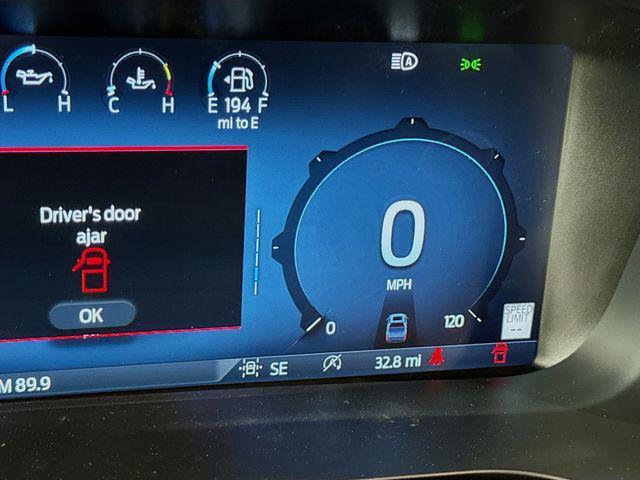 A
L H
C H
E 194 F
mi to E
Driver's door
ajar
OK
0
MPH
0 120
SPEED
LIMIT
--
M 89.9
SE
32.8 mi